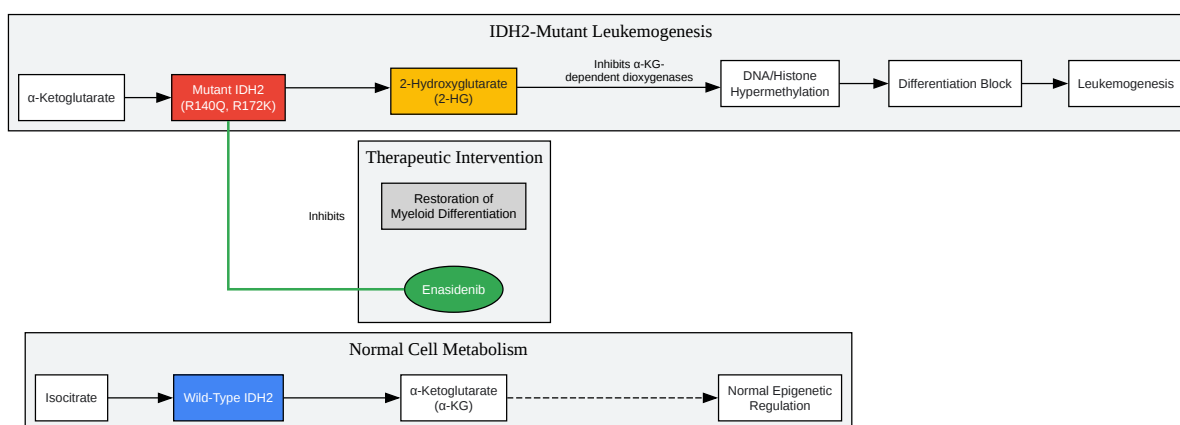 IDH2-Mutant Leukemogenesis
α-Ketoglutarate
Mutant IDH2
(R140Q, R172K)
2-Hydroxyglutarate
(2-HG)
Inhibits α-KG-
dependent dioxygenases
DNA/Histone
Hypermethylation
Differentiation Block
Leukemogenesis
Therapeutic Intervention
Restoration of
Myeloid Differentiation
Inhibits
Enasidenib
Normal Cell Metabolism
Isocitrate
Wild-Type IDH2
α-Ketoglutarate
(α-KG)
Normal Epigenetic
Regulation